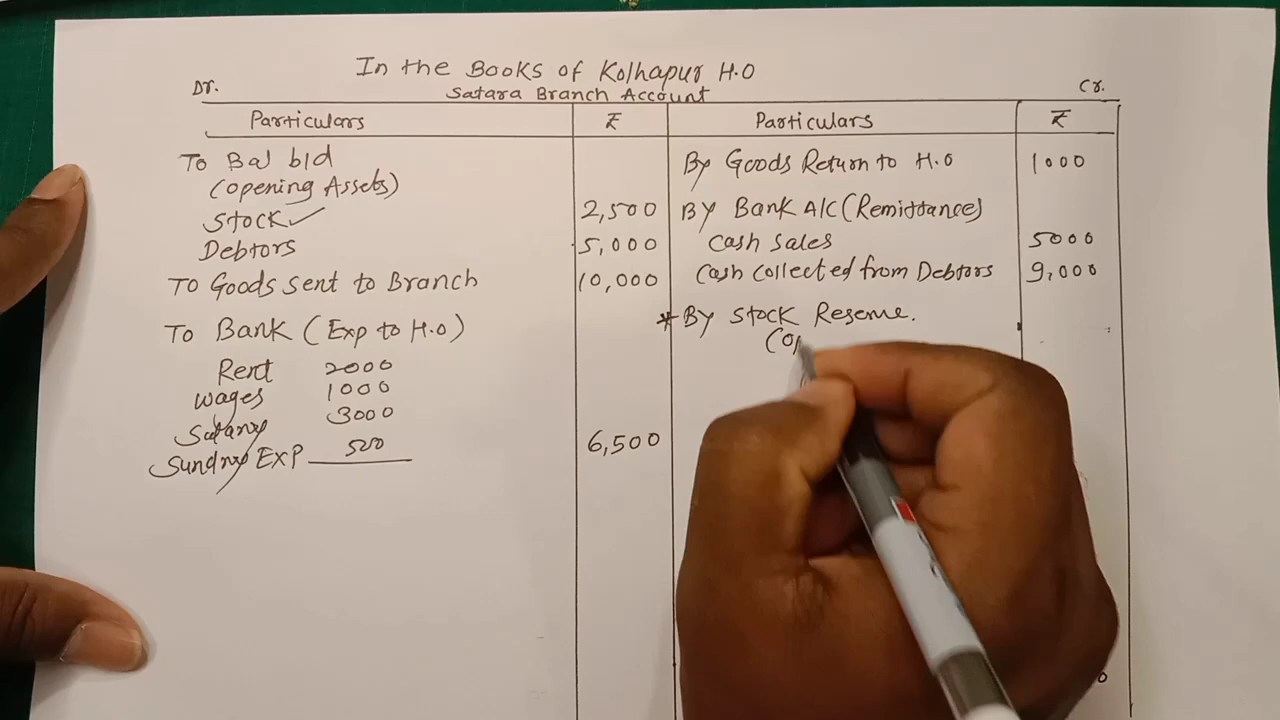 In the Books of Kolhapur H.O
Dr. Satara Branch Account Cr.
Particulars ₹ Particulars ₹
To Bal b/d
(opening Assets)
Stock ✓ 2,500
Debtors 5,000
To Goods sent to Branch 10,000
To Bank (Exp to H.O)
Rent 2000
Wages 1000
Salary 3000
Sundry EXP 500 6,500
By Goods Return to H.O 1000
By Bank A/C (Remittance)
Cash Sales 5000
Cash Collected from Debtors 9,000
*By Stock Reserve.
(O/